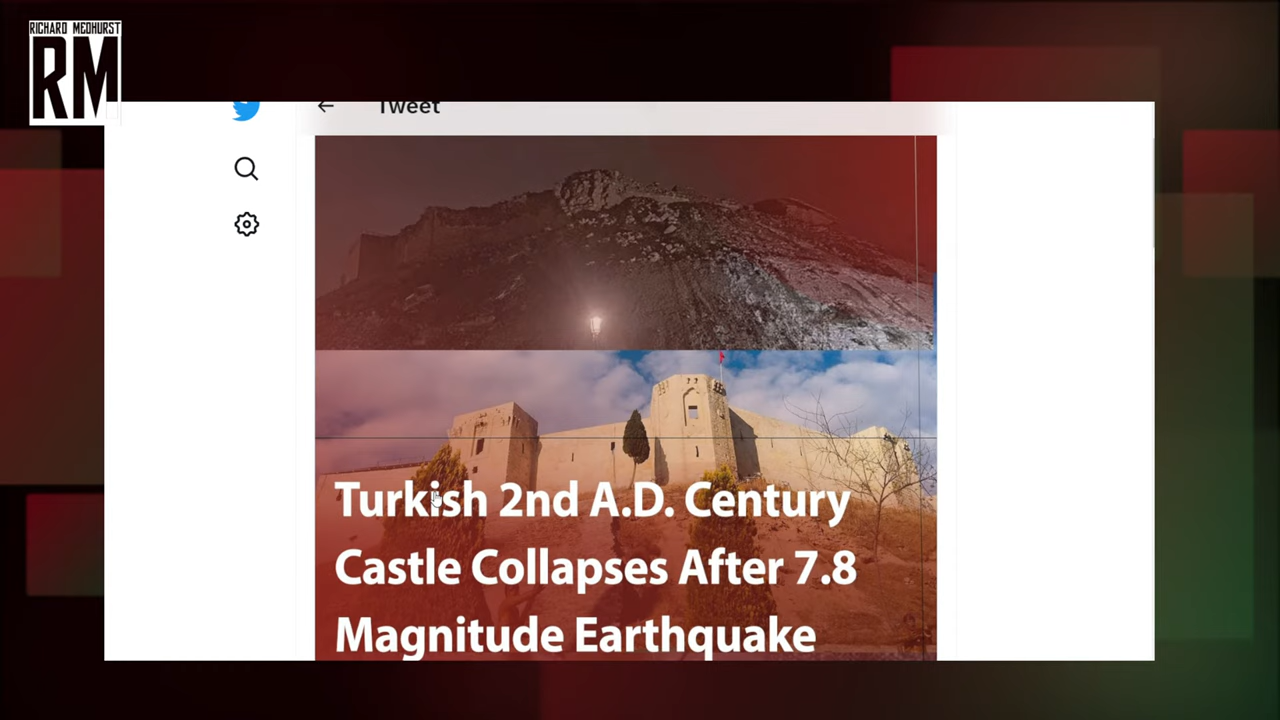 RICHARD MEDHURST
RM
Tweet
Turkish 2nd A.D. Century
Castle Collapses After 7.8
Magnitude Earthquake